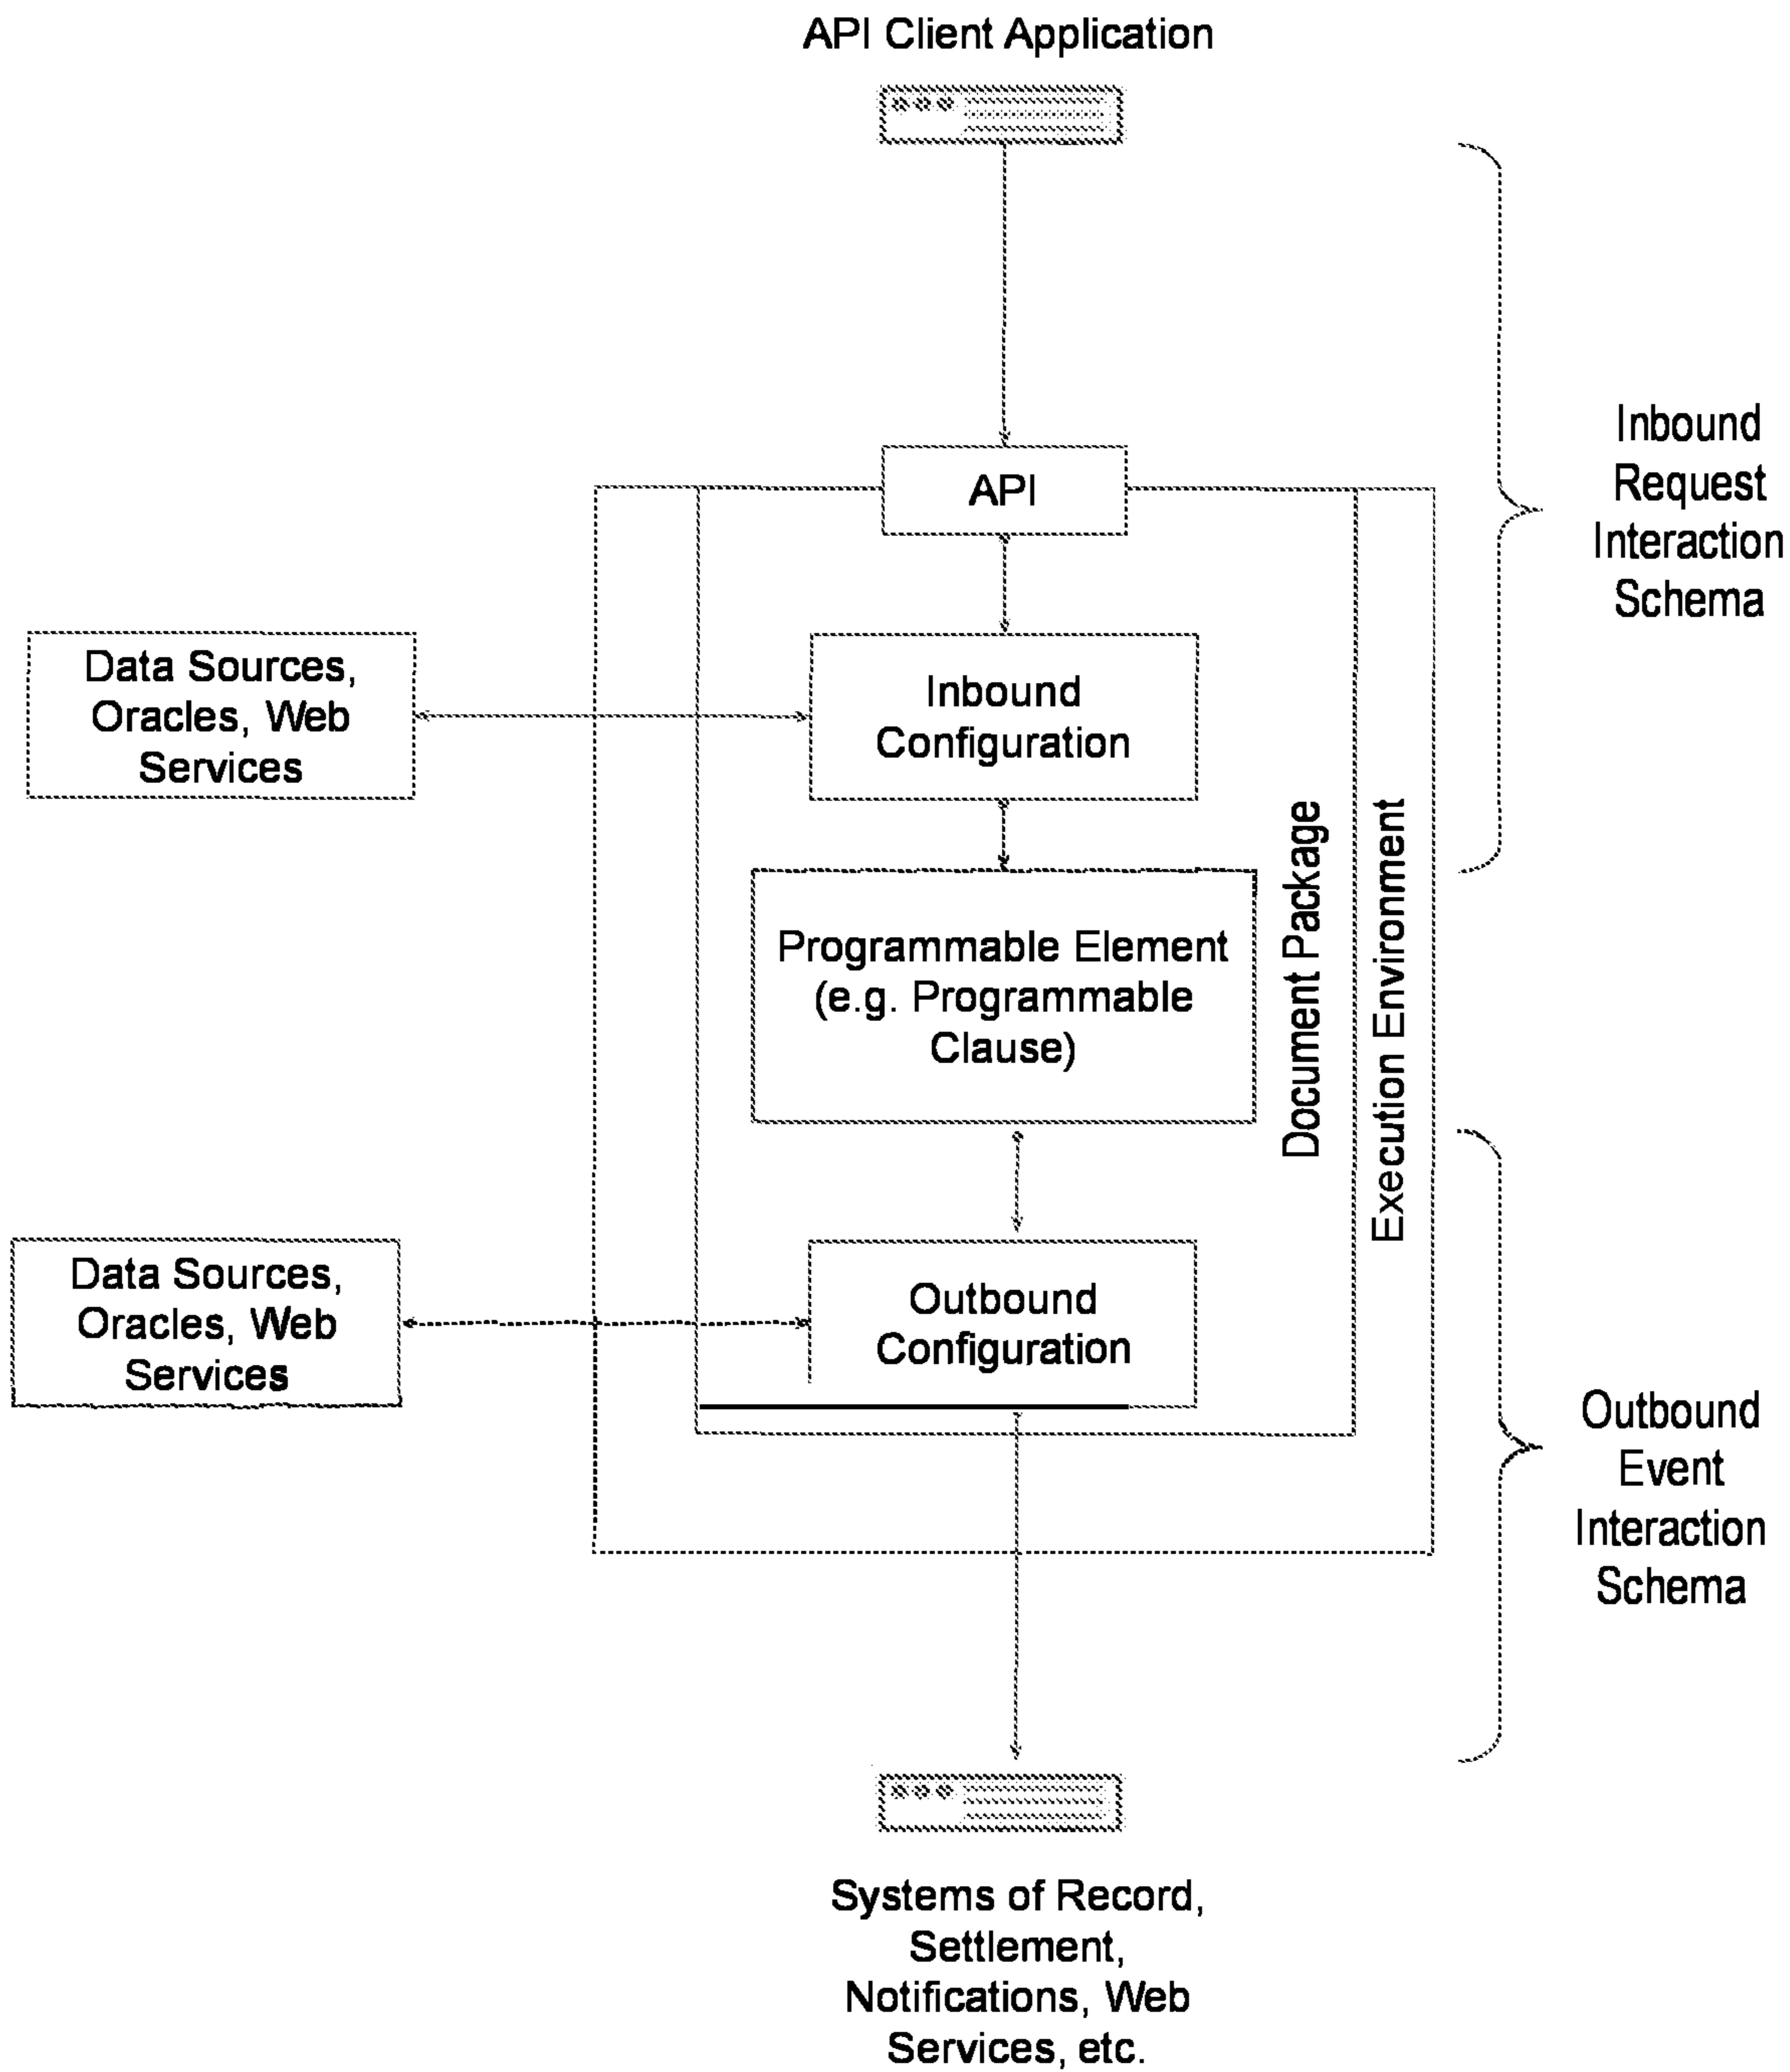 API Client Application
API
Inbound
Request
Interaction
Schema
Data Sources,
Oracles, Web
Services
Inbound
Configuration
Programmable Element
(e.g. Programmable
Clause)
Document Package
Execution Environment
Data Sources,
Oracles, Web
Services
Outbound
Configuration
Outbound
Event
Interaction
Schema
Systems of Record,
Settlement,
Notifications, Web
Services, etc.